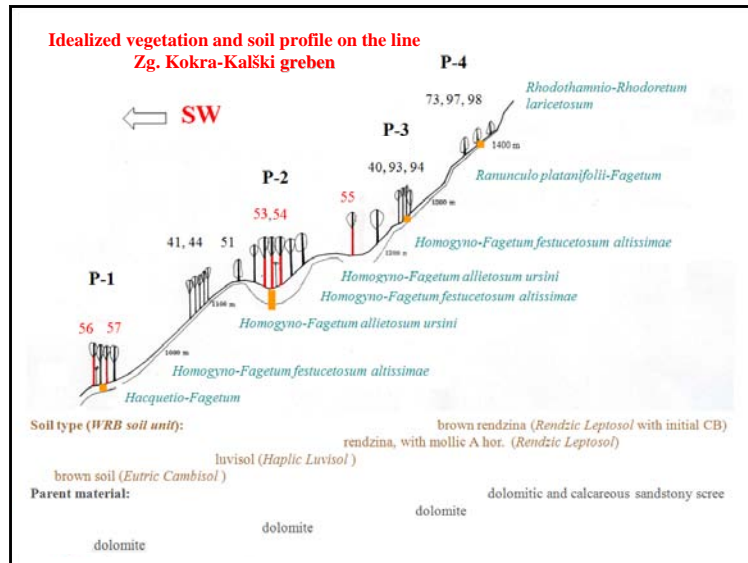 Idealized vegetation and soil profile on the line
Zg. Kokra-Kalški greben
P-4
Rhodothamnio-Rhodoretum
laricetosum
73, 97, 98
SW
P-3
1400 m
40, 93, 94
Ranunculo platanifolii-Fagetum
P-2
55
1300 m
53, 54
41, 44
51
Homogyno-Fagetum festucetosum altissimae
1200 m
P-1
Homogyno-Fagetum allietosum ursini
Homogyno-Fagetum festucetosum altissimae
1100 m
56
57
Homogyno-Fagetum allietosum ursini
1000 m
Homogyno-Fagetum festucetosum altissimae
Hacquetio-Fagetum
Soil type (WRB soil unit):
brown rendzina (Rendzic Leptosol with initial CB)
rendzina, with mollic A hor. (Rendzic Leptosol)
luvisol (Haplic Luvisol )
brown soil (Eutric Cambisol )
Parent material:
dolomitic and calcareous sandstony scree
dolomite
dolomite
dolomite